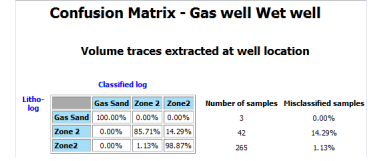 Confusion Matrix - Gas well Wet well
Volume traces extracted at well location
Classified log
Litho-
log
Gas Sand Zone 2 Zone2 Number of samples Misclassified samples
Gas Sand 100.00% 0.00% 0.00% 3 0.00%
Zone 2 0.00% 85.71% 14.29% 42 14.29%
Zone2 0.00% 1.13% 98.87% 265 1.13%